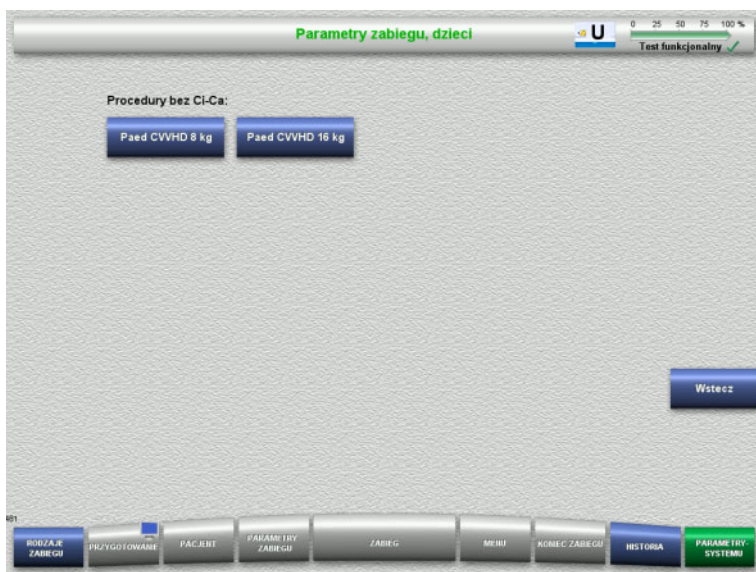 Parametry zabiegu, dzieci
U
0 25 50 75 100 %
Test funkcjonalny
Procedury bez Ci-Ca:
Paed CVVHD 8 kg
Paed CVVHD 16 kg
Wstecz
RODZAJE ZABIEGU
PRZYGOTOWANIE
PACJENT
PARAMETRY ZABIEGU
ZABIEG
MENU
KONIEC ZABIEGU
HISTORIA
PARAMETRY-SYSTEMU